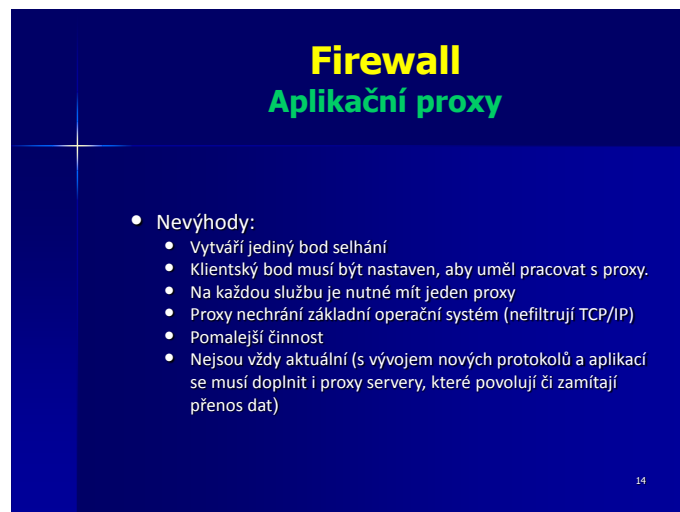 Firewall
Aplikační proxy
• Nevýhody:
• Vytváří jediný bod selhání
• Klientský bod musí být nastaven, aby uměl pracovat s proxy.
• Na každou službu je nutné mít jeden proxy
• Proxy nechrání základní operační systém (nefiltrují TCP/IP)
• Pomalejší činnost
• Nejsou vždy aktuální (s vývojem nových protokolů a aplikací
se musí doplnit i proxy servery, které povolují či zamítají
přenos dat)
14